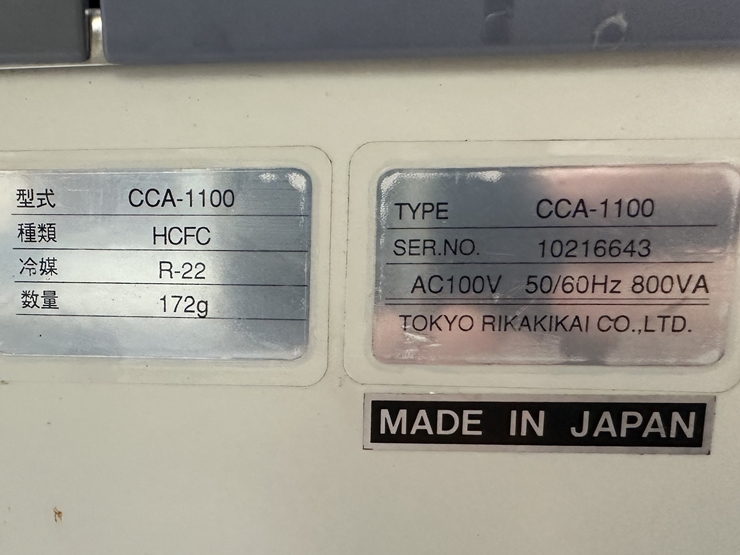 型式 CCA-1100
種類 HCFC
冷媒 R-22
数量 172g
TYPE CCA-1100
SER.NO. 10216643
AC100V 50/60Hz 800VA
TOKYO RIKAKIKAI CO.,LTD.
MADE IN JAPAN